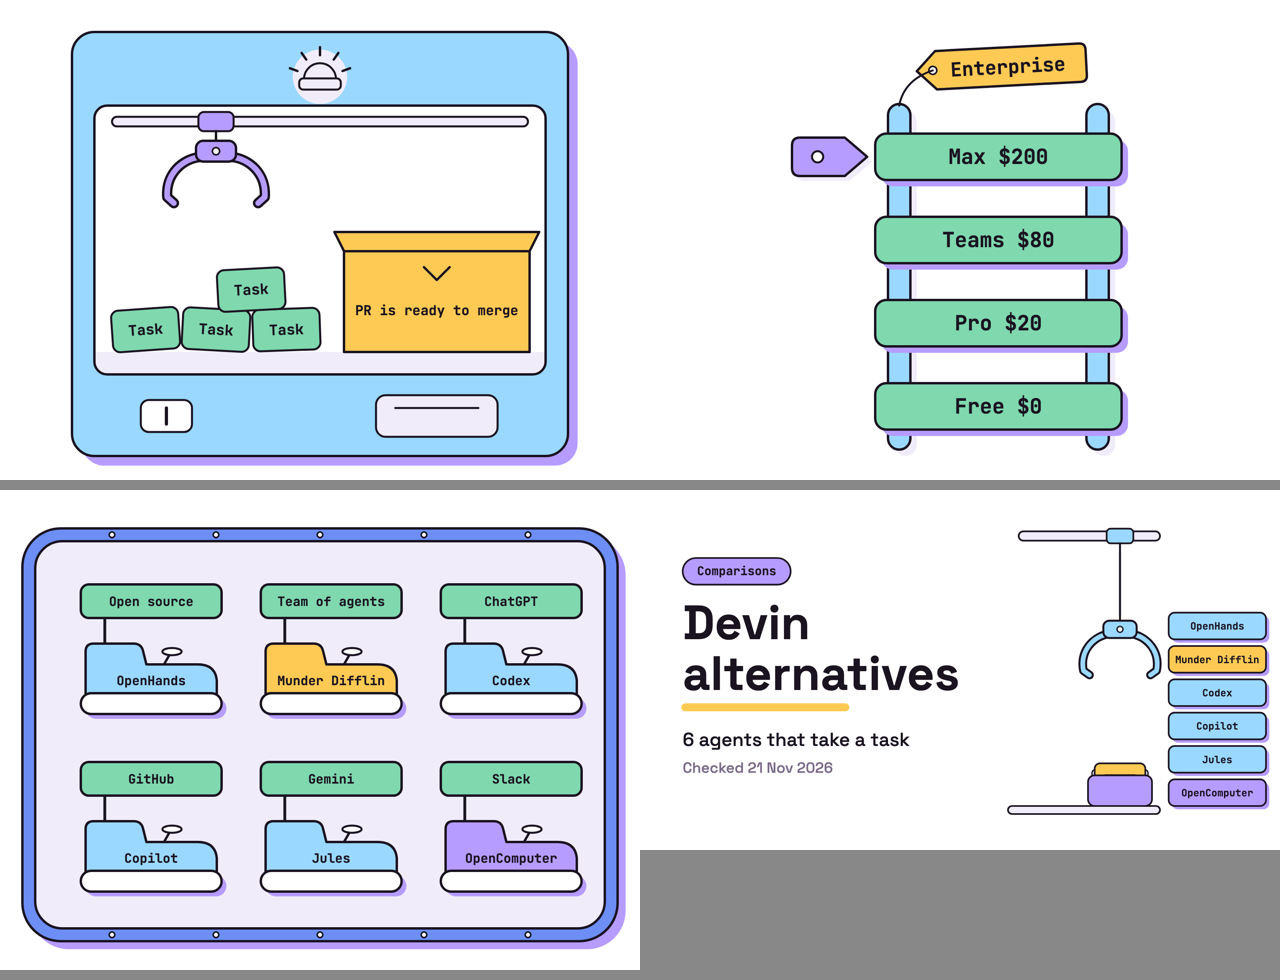 Task
Task
Task
Task
PR is ready to merge
Enterprise
Max $200
Teams $80
Pro $20
Free $0
Open source
Team of agents
ChatGPT
OpenHands
Munder Difflin
Codex
GitHub
Gemini
Slack
Copilot
Jules
OpenComputer
Comparisons
Devin
alternatives
6 agents that take a task
Checked 21 Nov 2026
OpenHands
Munder Difflin
Codex
Copilot
Jules
OpenComputer